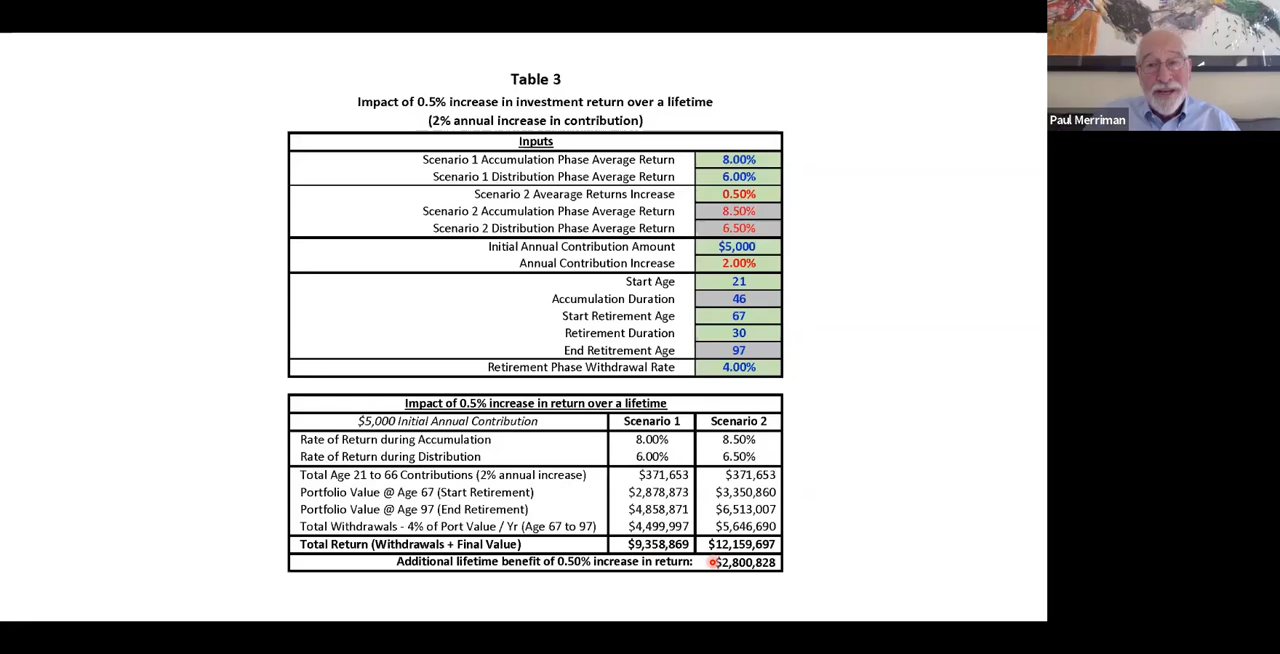 Table 3
Impact of 0.5% increase in investment return over a lifetime
(2% annual increase in contribution)
Inputs
Scenario 1 Accumulation Phase Average Return 8.00%
Scenario 1 Distribution Phase Average Return 6.00%
Scenario 2 Avearage Returns Increase 0.50%
Scenario 2 Accumulation Phase Average Return 8.50%
Scenario 2 Distribution Phase Average Return 6.50%
Initial Annual Contribution Amount $5,000
Annual Contribution Increase 2.00%
Start Age 21
Accumulation Duration 46
Start Retirement Age 67
Retirement Duration 30
End Retitrement Age 97
Retirement Phase Withdrawal Rate 4.00%
Impact of 0.5% increase in return over a lifetime
$5,000 Initial Annual Contribution Scenario 1 Scenario 2
Rate of Return during Accumulation 8.00% 8.50%
Rate of Return during Distribution 6.00% 6.50%
Total Age 21 to 66 Contributions (2% annual increase) $371,653 $371,653
Portfolio Value @ Age 67 (Start Retirement) $2,878,873 $3,350,860
Portfolio Value @ Age 97 (End Retirement) $4,858,871 $6,513,007
Total Withdrawals - 4% of Port Value / Yr (Age 67 to 97) $4,499,997 $5,646,690
Total Return (Withdrawals + Final Value) $9,358,869 $12,159,697
Additional lifetime benefit of 0.50% increase in return: $2,800,828
Paul Merriman